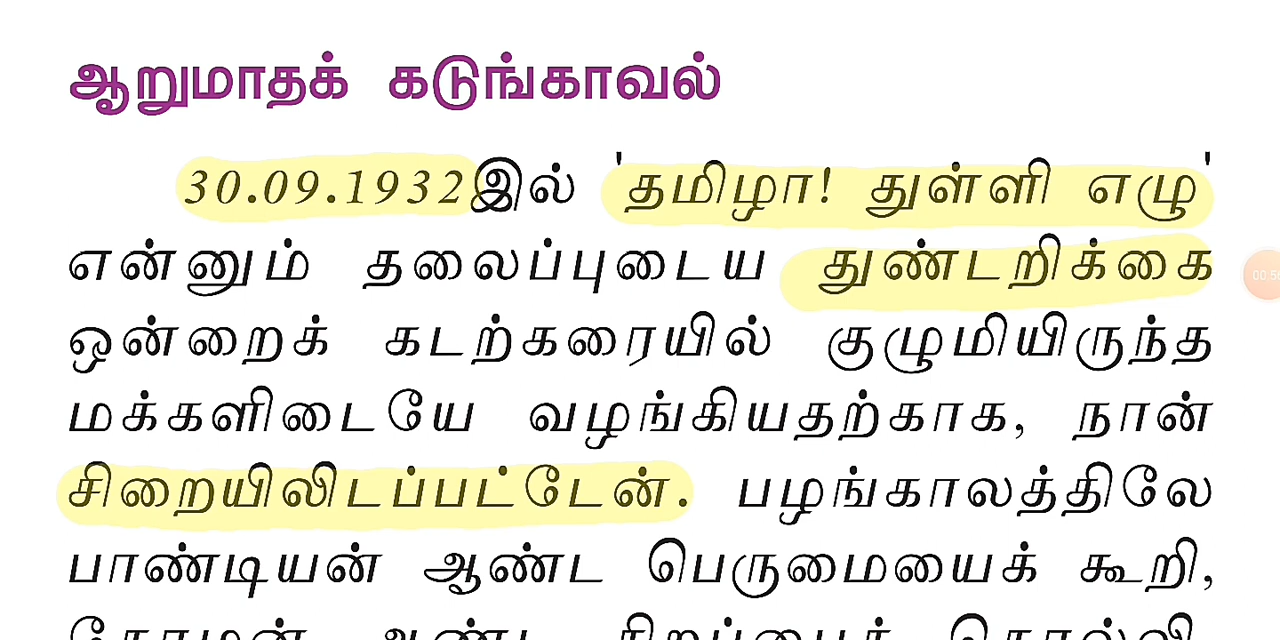 ஆறுமாதக் கடுங்காவல்
30.09.1932இல் 'தமிழா! துள்ளி எழு'
என்னும் தலைப்புடைய துண்டறிக்கை
ஒன்றைக் கடற்கரையில் குழுமியிருந்த
மக்களிடையே வழங்கியதற்காக, நான்
சிறையிலிடப்பட்டேன். பழங்காலத்திலே
பாண்டியன் ஆண்ட பெருமையைக் கூறி,